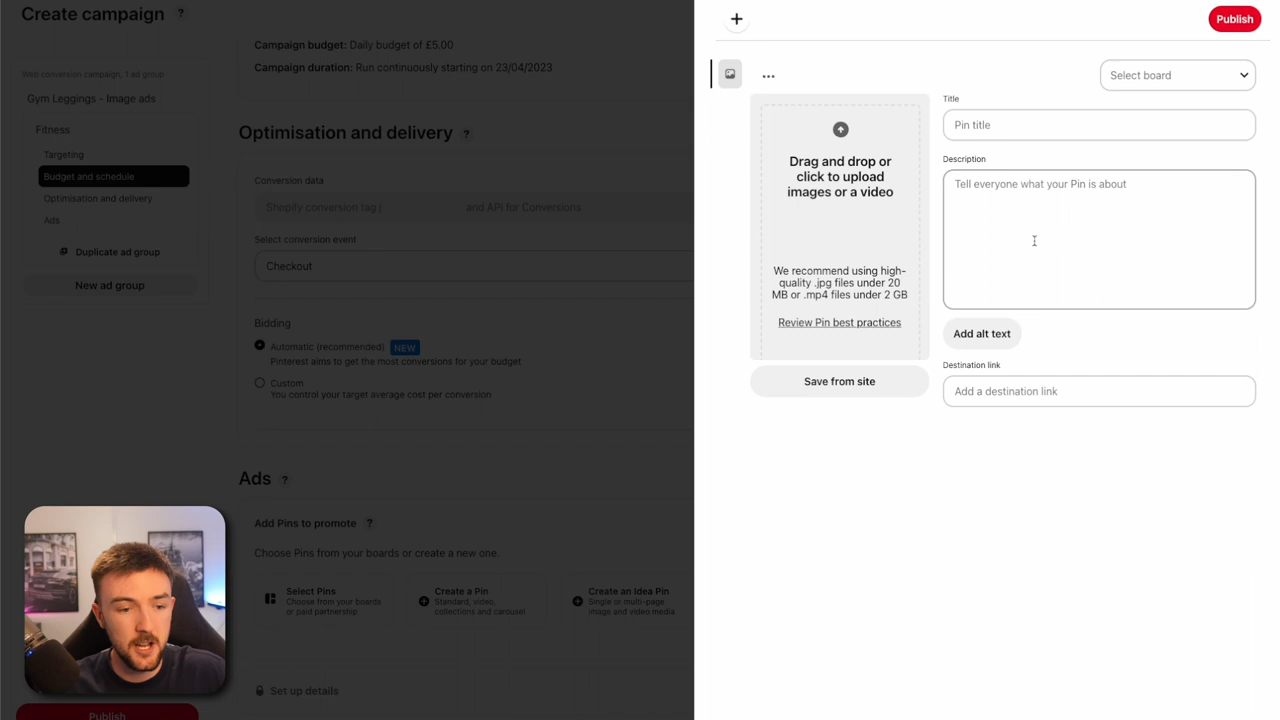 Create campaign ?
Web conversion campaign, 1 ad group
Gym Leggings - Image ads
Fitness
Targeting
Budget and schedule
Optimisation and delivery
Ads
Duplicate ad group
New ad group
Publish
Campaign budget: Daily budget of £5.00
Campaign duration: Run continuously starting on 23/04/2023
Optimisation and delivery ?
Conversion data
Shopify conversion tag | and API for Conversions
Select conversion event
Checkout
Bidding
Automatic (recommended) NEW
Pinterest aims to get the most conversions for your budget
Custom
You control your target average cost per conversion
Ads ?
Add Pins to promote ?
Choose Pins from your boards or create a new one.
Select Pins
Choose from your boards
or paid partnership
Create a Pin
Standard, video,
collections and carousel
Create an Idea Pin
Single or multi-page
image and video media
Set up details
+
Publish
...
Select board
Drag and drop or
click to upload
images or a video
We recommend using high-
quality .jpg files under 20
MB or .mp4 files under 2 GB
Review Pin best practices
Save from site
Title
Pin title
Description
Tell everyone what your Pin is about
Add alt text
Destination link
Add a destination link